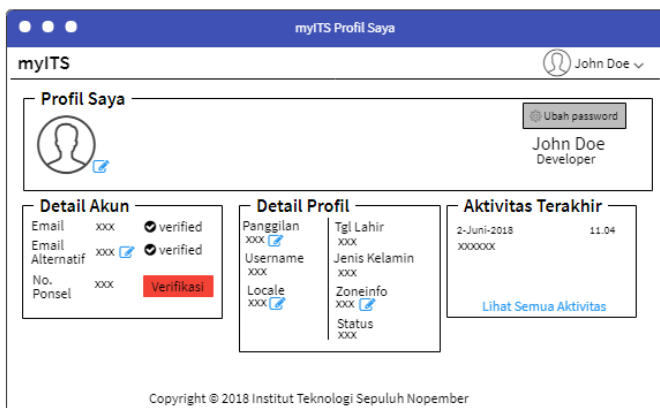 myITS Profil Saya
myITS
John Doe
Profil Saya
Ubah password
John Doe
Developer
Detail Akun
Email xxx verified
Email Alternatif xxx verified
No. Ponsel xxx Verifikasi
Detail Profil
Panggilan
xxx
Username
xxx
Locale
xxx
Tgl Lahir
xxx
Jenis Kelamin
xxx
Zoneinfo
xxx
Status
xxx
Aktivitas Terakhir
2-Juni-2018 11.04
xxxxxx
Lihat Semua Aktivitas
Copyright © 2018 Institut Teknologi Sepuluh Nopember